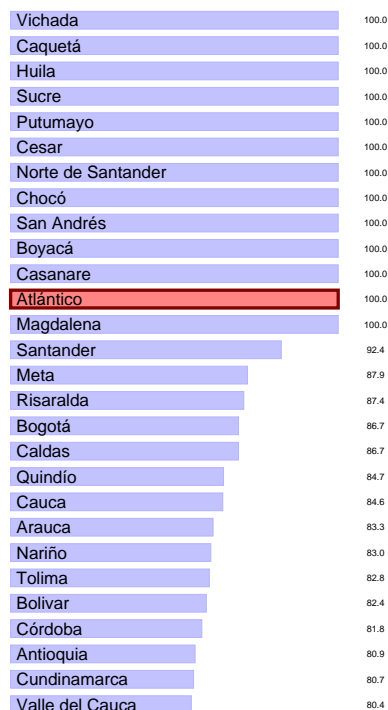 Vichada 100.0
Caquetá 100.0
Huila 100.0
Sucre 100.0
Putumayo 100.0
Cesar 100.0
Norte de Santander 100.0
Chocó 100.0
San Andrés 100.0
Boyacá 100.0
Casanare 100.0
Atlántico 100.0
Magdalena 100.0
Santander 92.4
Meta 87.9
Risaralda 87.4
Bogotá 86.7
Caldas 86.7
Quindío 84.7
Cauca 84.6
Arauca 83.3
Nariño 83.0
Tolima 82.8
Bolivar 82.4
Córdoba 81.8
Antioquia 80.9
Cundinamarca 80.7
Valle del Cauca 80.4